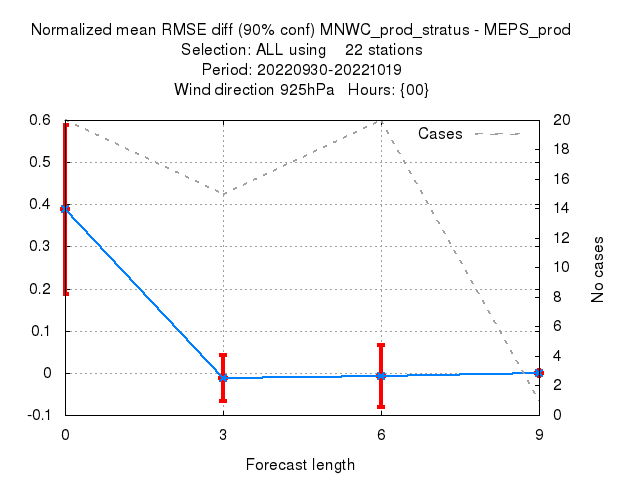 Normalized mean RMSE diff (90% conf) MNWC_prod_stratus - MEPS_prod
Selection: ALL using 22 stations
Period: 20220930-20221019
Wind direction 925hPa Hours: {00}
Cases
0.6
0.5
0.4
0.3
0.2
0.1
0
-0.1
20
18
16
14
12
10
8
6
4
2
0
No cases
0 3 6 9
Forecast length